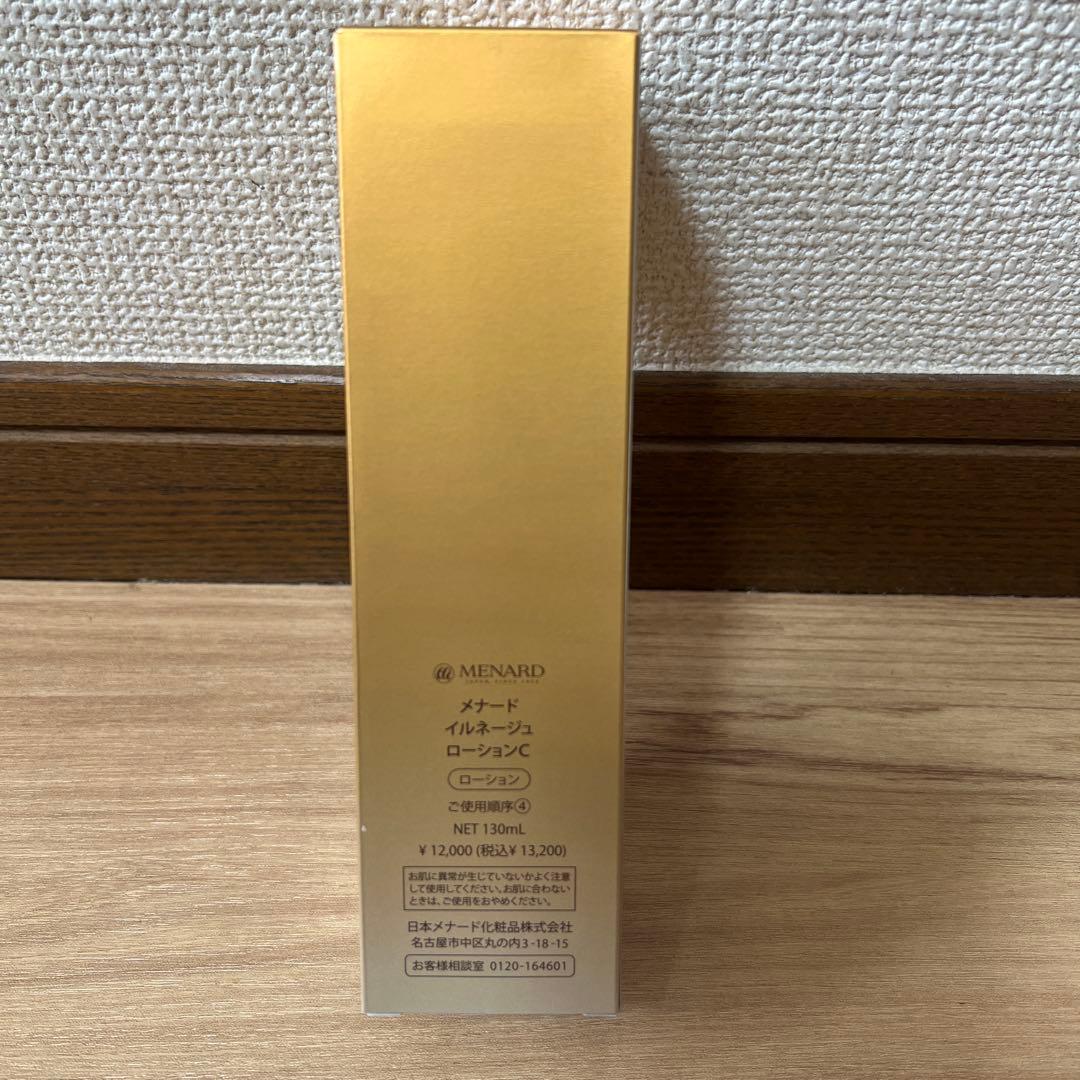 MENARD
JAPAN, SINCE 1959
メナード
イルネージュ
ローションC
ローション
ご使用順序④
NET 130mL
¥12,000 (税込¥13,200)
お肌に異常が生じていないかよく注意
して使用してください。お肌に合わない
ときは、ご使用をおやめください。
日本メナード化粧品株式会社
名古屋市中区丸の内3-18-15
お客様相談室 0120-164601